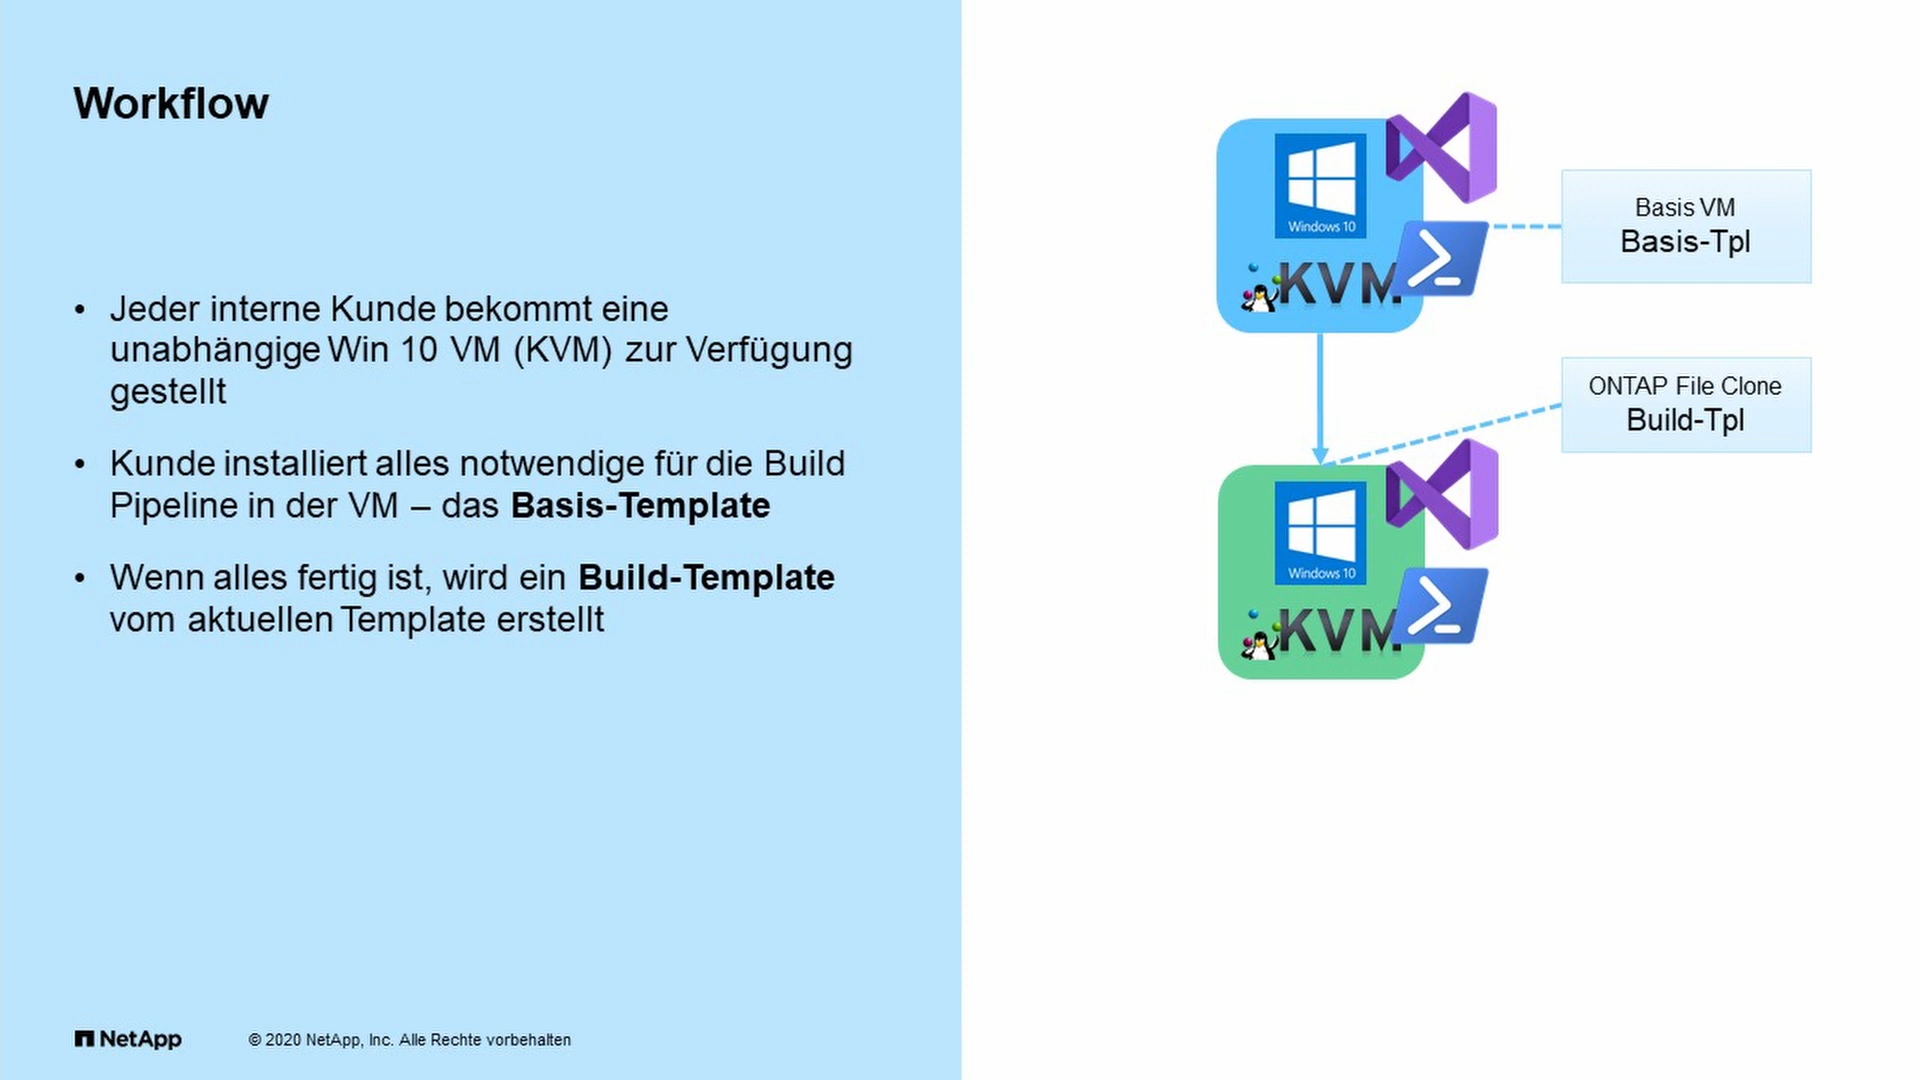 Workflow
• Jeder interne Kunde bekommt eine
unabhängige Win 10 VM (KVM) zur Verfügung
gestellt
• Kunde installiert alles notwendige für die Build
Pipeline in der VM – das Basis-Template
• Wenn alles fertig ist, wird ein Build-Template
vom aktuellen Template erstellt
Windows 10
KVM
Basis VM
Basis-Tpl
ONTAP File Clone
Build-Tpl
Windows 10
KVM
NetApp
© 2020 NetApp, Inc. Alle Rechte vorbehalten